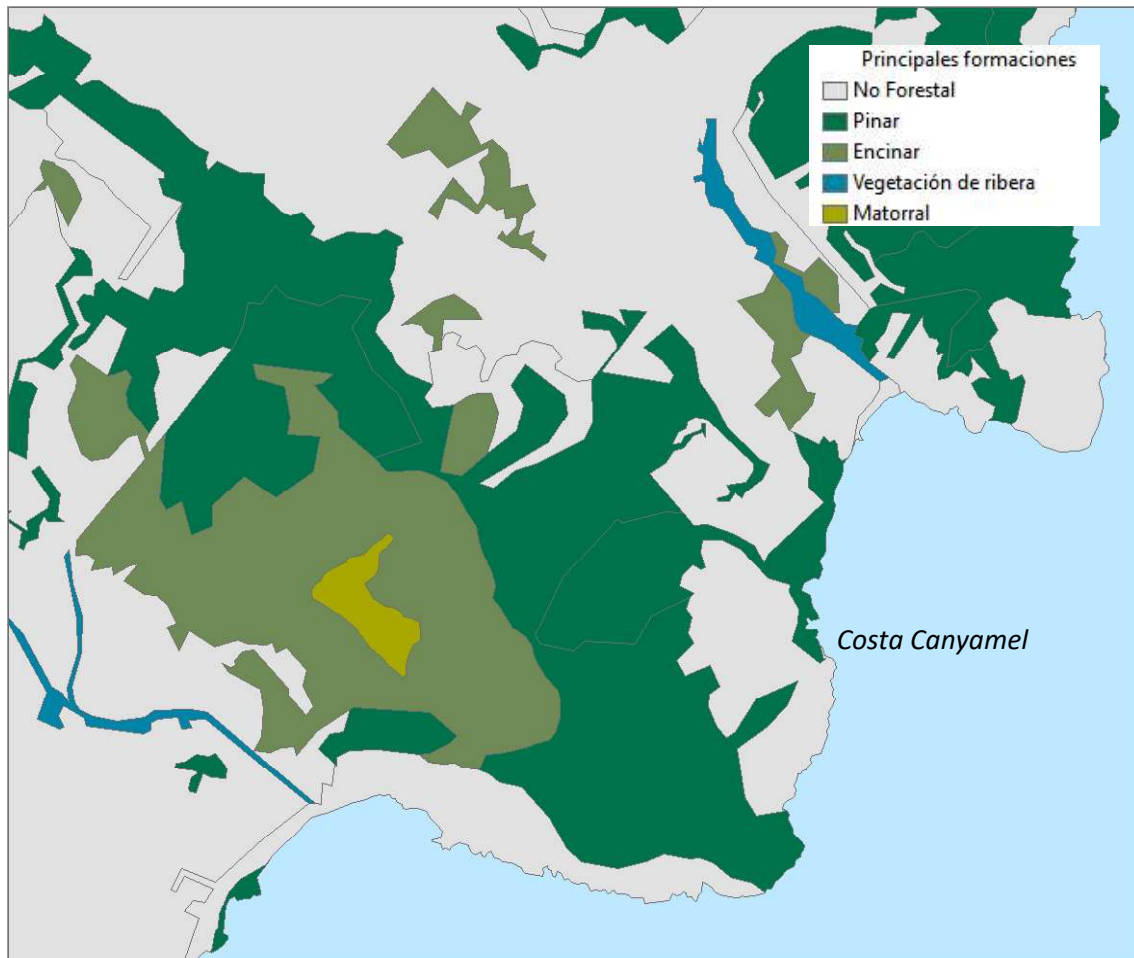 Principales formaciones
No Forestal
Pinar
Encinar
Vegetación de ribera
Matorral
Costa Canyamel